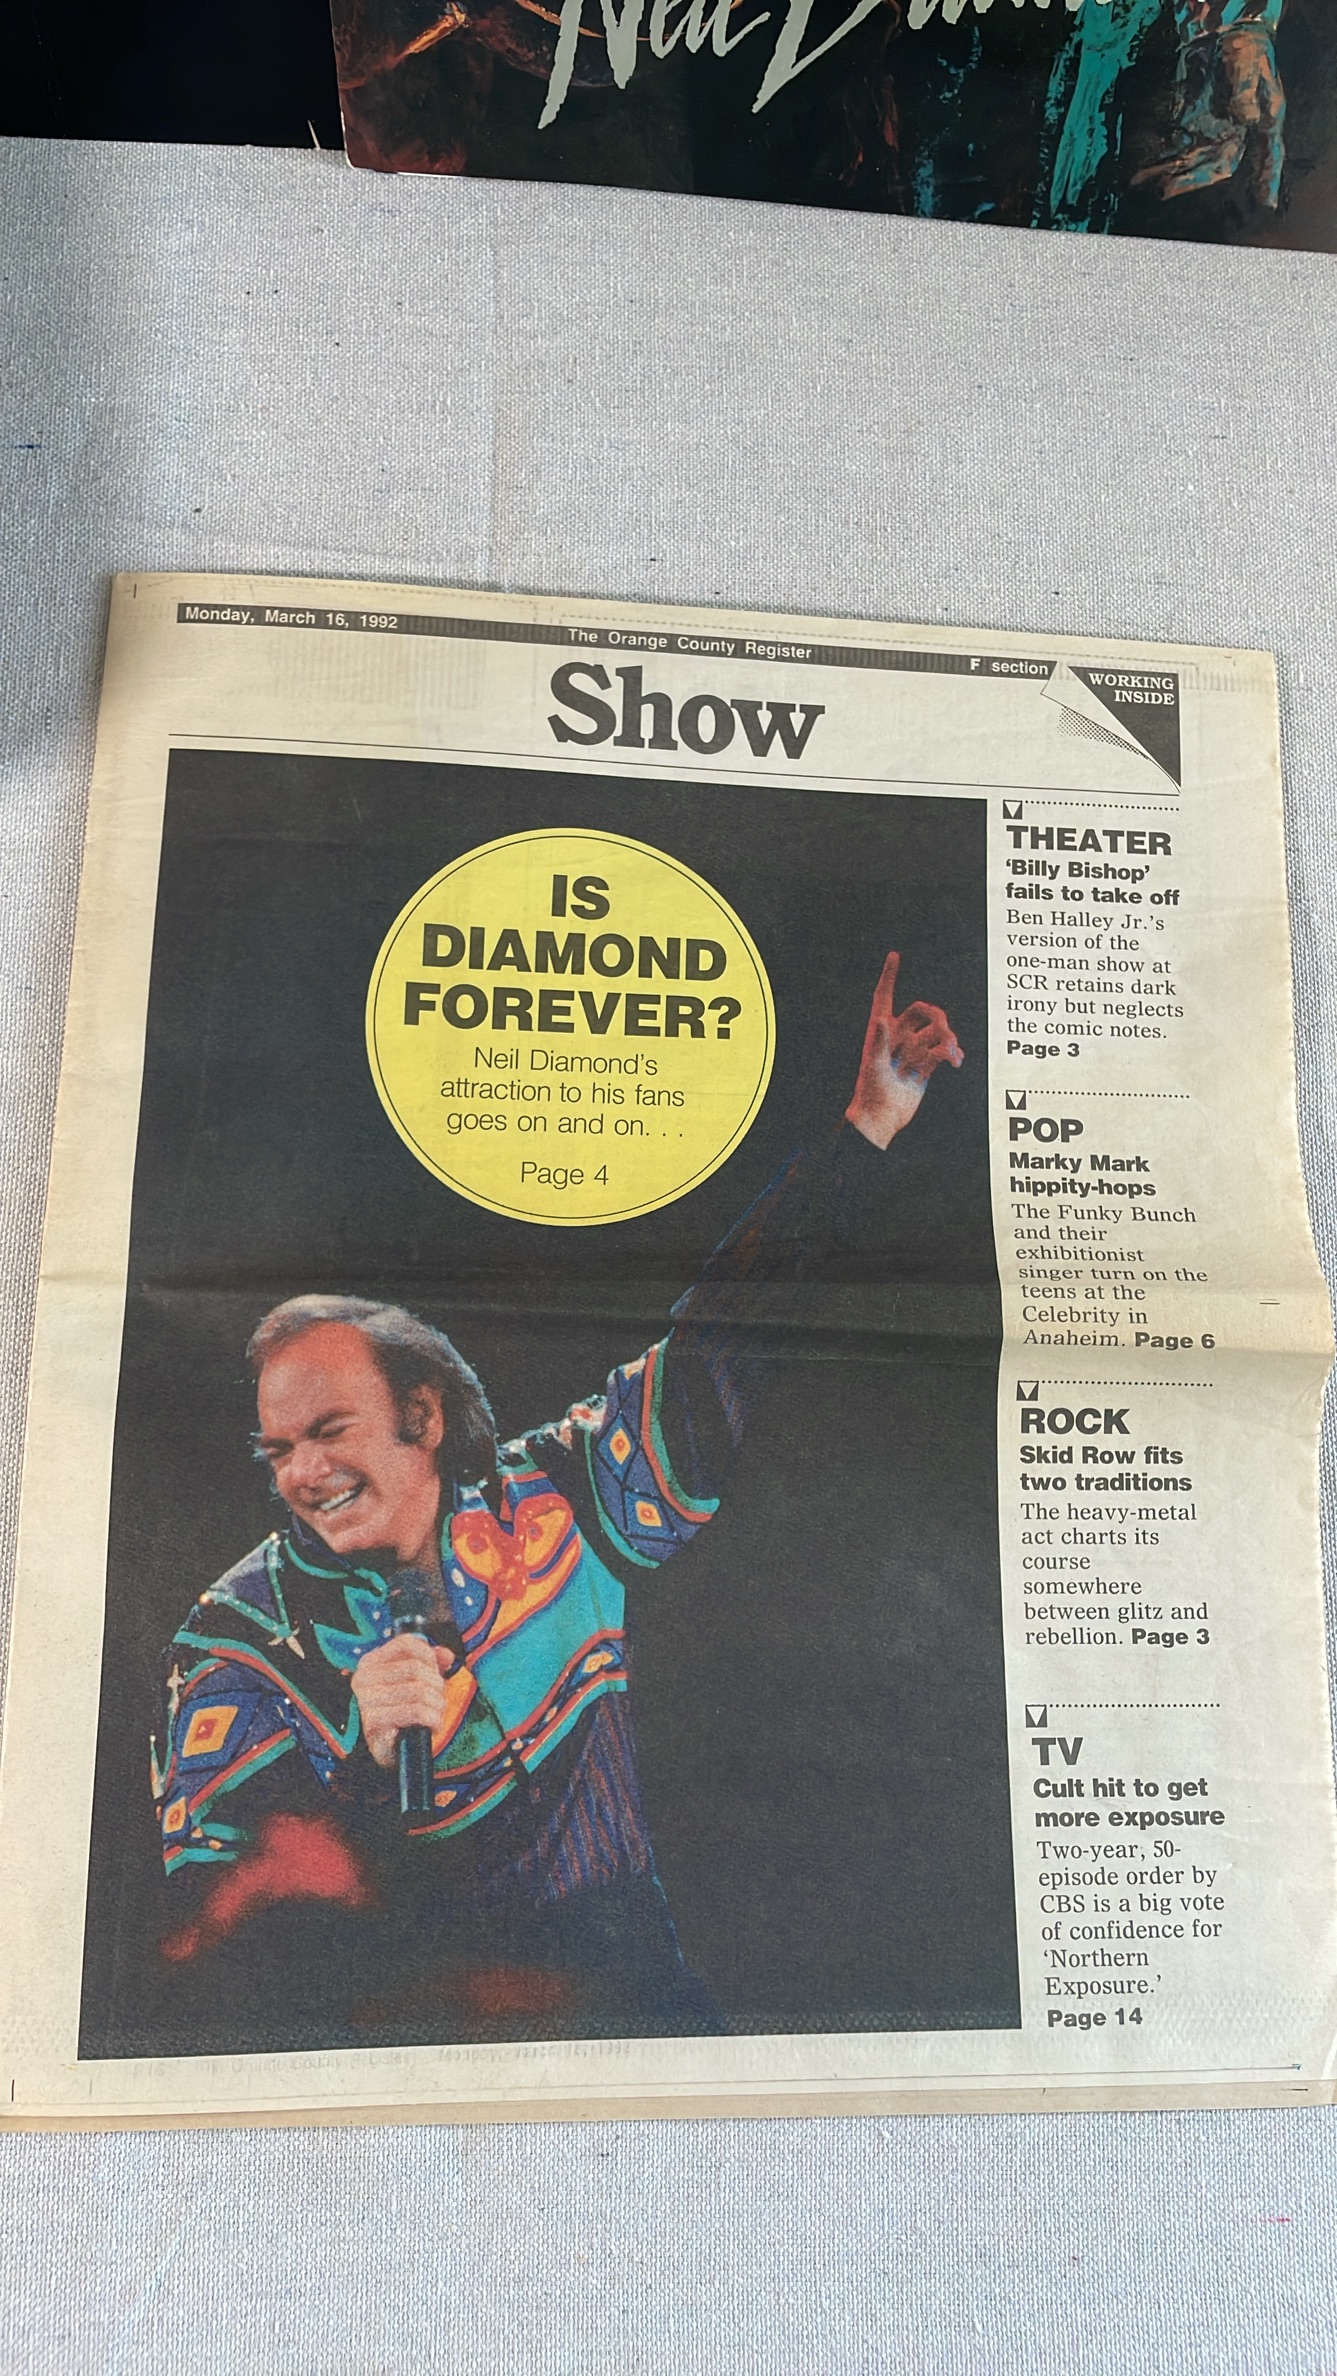 Neil
Monday, March 16, 1992
The Orange County Register
F section
Show
WORKING
INSIDE
IS
DIAMOND
FOREVER?
Neil Diamond's
attraction to his fans
goes on and on. . .
Page 4
THEATER
‘Billy Bishop’
fails to take off
Ben Halley Jr.’s
version of the
one-man show at
SCR retains dark
irony but neglects
the comic notes.
Page 3
POP
Marky Mark
hippity-hops
The Funky Bunch
and their
exhibitionist
singer turn on the
teens at the
Celebrity in
Anaheim. Page 6
ROCK
Skid Row fits
two traditions
The heavy-metal
act charts its
course
somewhere
between glitz and
rebellion. Page 3
TV
Cult hit to get
more exposure
Two-year, 50-
episode order by
CBS is a big vote
of confidence for
‘Northern
Exposure.’
Page 14